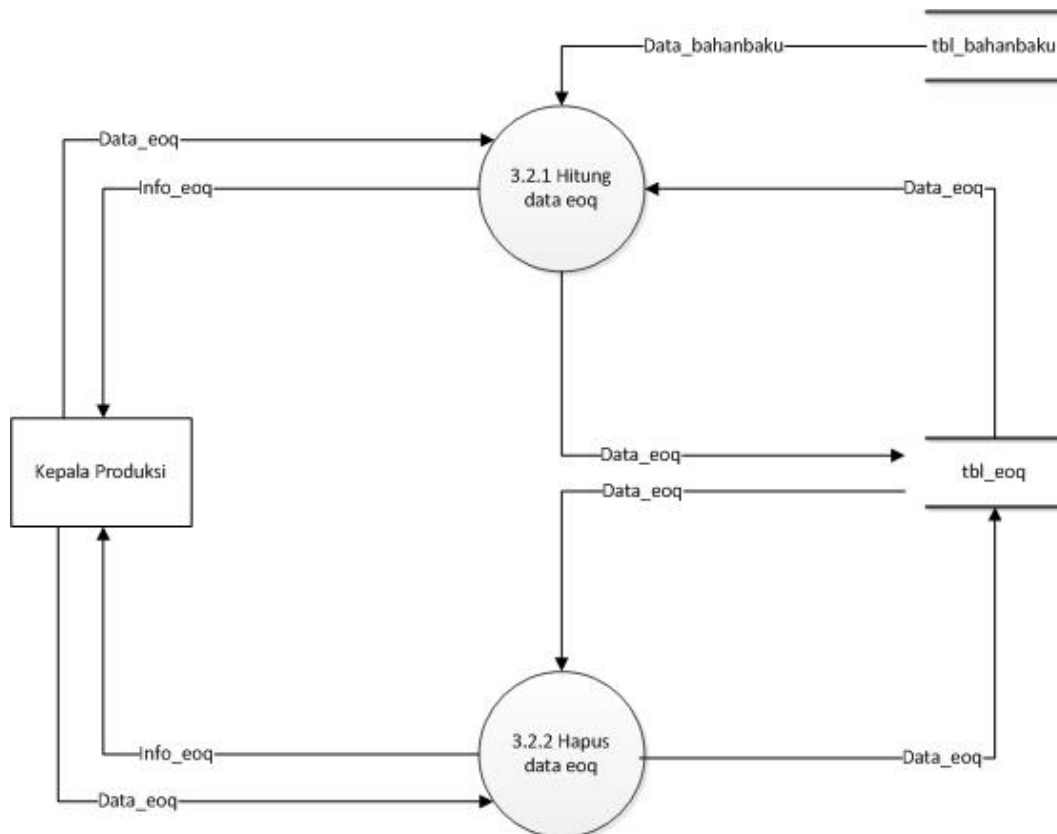 Data_bahanbaku
tbl_bahanbaku
Data_eoq
3.2.1 Hitung
data eoq
Info_eoq
Data_eoq
Kepala Produksi
Data_eoq
tbl_eoq
Data_eoq
3.2.2 Hapus
data eoq
Info_eoq
Data_eoq
Data_eoq